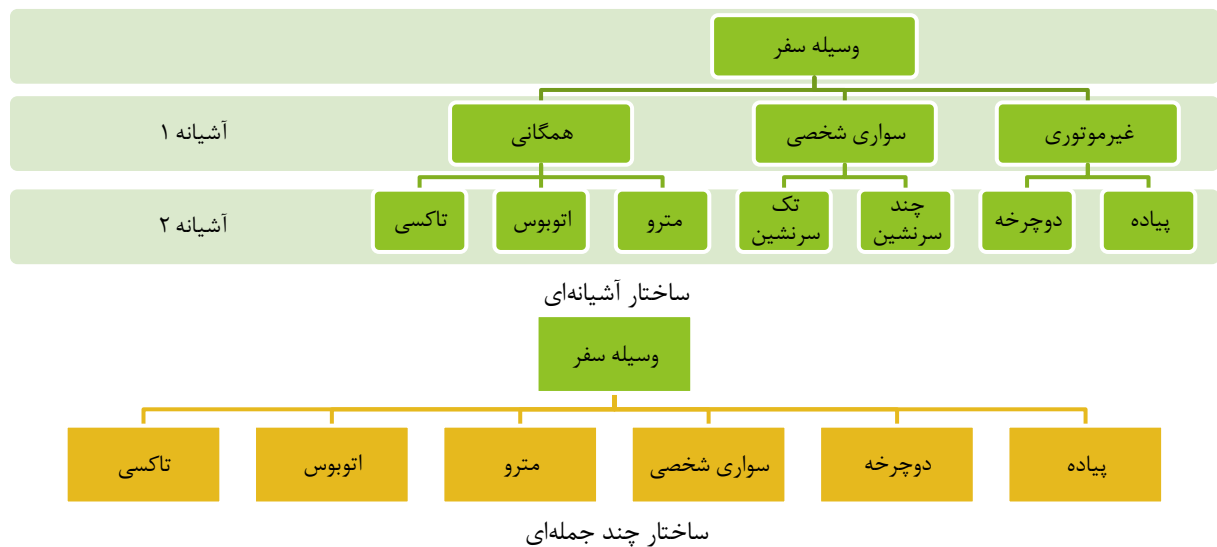 وسیله سفر
غیرموتوری
سواری شخصی
همگانی
آشیانه ۱
پیاده
دوچرخه
چند
سرنشین
تک
سرنشین
مترو
اتوبوس
تاکسی
آشیانه ۲
ساختار آشیانه‌ای
وسیله سفر
پیاده
دوچرخه
سواری شخصی
مترو
اتوبوس
تاکسی
ساختار چند جمله‌ای